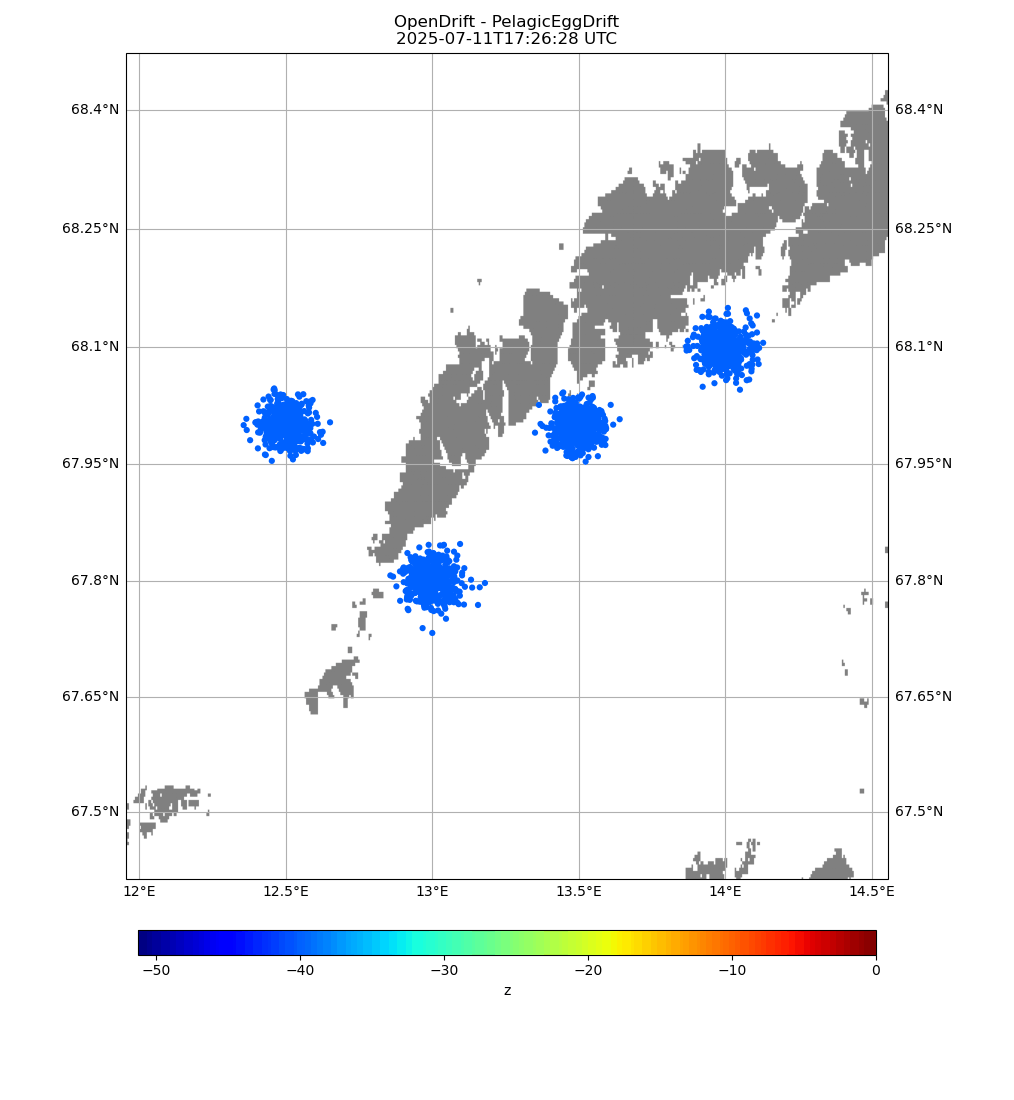 OpenDrift - PelagicEggDrift
2025-07-11T17:26:28 UTC
68.4°N 68.4°N
68.25°N 68.25°N
68.1°N 68.1°N
67.95°N 67.95°N
67.8°N 67.8°N
67.65°N 67.65°N
67.5°N 67.5°N
12°E 12.5°E 13°E 13.5°E 14°E 14.5°E
−50 −40 −30 −20 −10 0
z